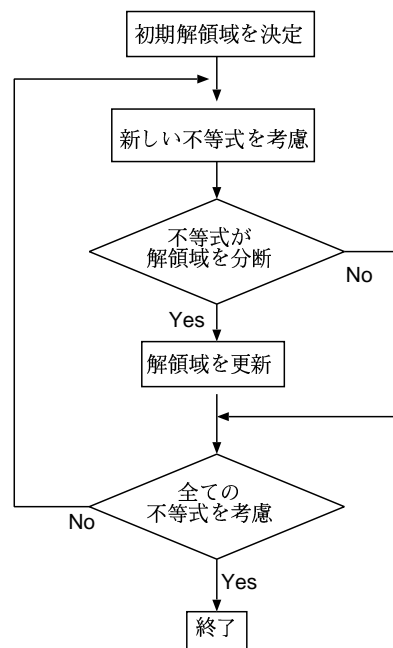 初期解領域を決定
新しい不等式を考慮
不等式が
解領域を分断
No
Yes
解領域を更新
全ての
不等式を考慮
No
Yes
終了